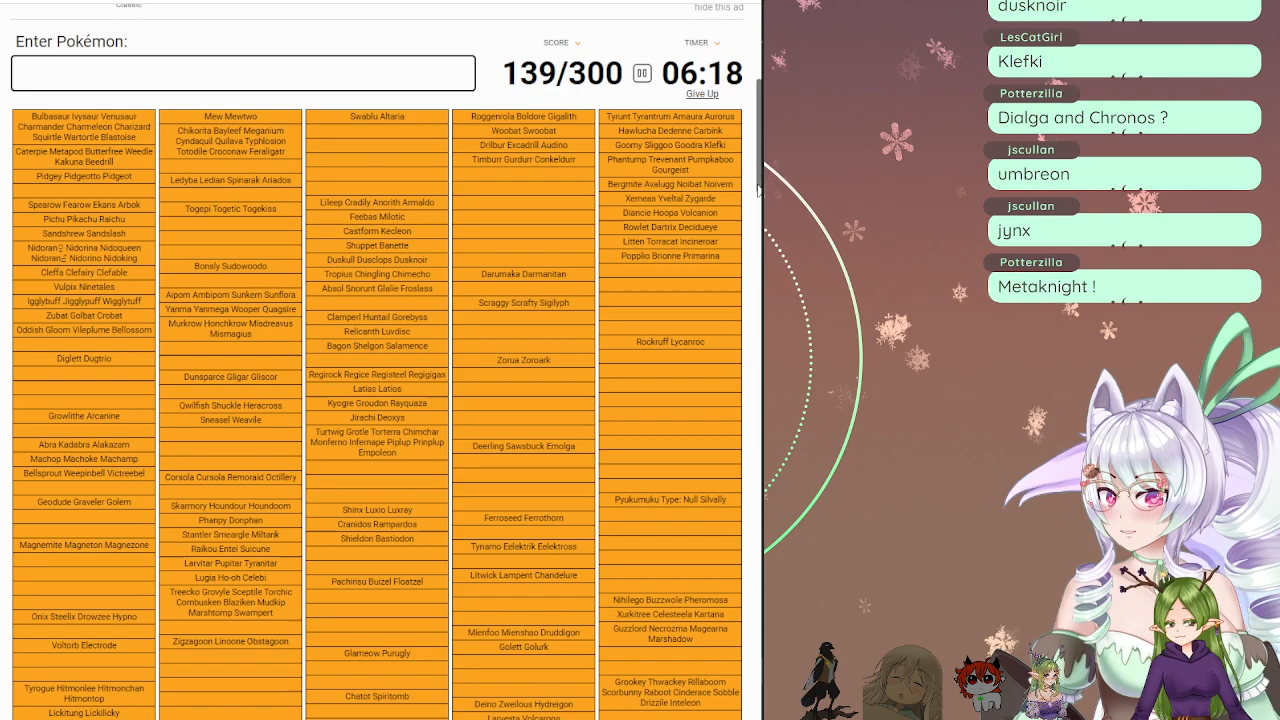 Classic
hide this ad
Enter Pokémon:
SCORE
TIMER
139/300
06:18
Give Up
Bulbasaur Ivysaur Venusaur
Charmander Charmeleon Charizard
Squirtle Wartortle Blastoise
Caterpie Metapod Butterfree Weedle
Kakuna Beedrill
Pidgey Pidgeotto Pidgeot
Spearow Fearow Ekans Arbok
Pichu Pikachu Raichu
Sandshrew Sandslash
Nidoran♀ Nidorina Nidoqueen
Nidoran♂ Nidorino Nidoking
Cleffa Clefairy Clefable
Vulpix Ninetales
Igglybuff Jigglypuff Wigglytuff
Zubat Golbat Crobat
Oddish Gloom Vileplume Bellossom
Diglett Dugtrio
Growlithe Arcanine
Abra Kadabra Alakazam
Machop Machoke Machamp
Bellsprout Weepinbell Victreebel
Geodude Graveler Golem
Magnemite Magneton Magnezone
Onix Steelix Drowzee Hypno
Voltorb Electrode
Tyrogue Hitmonlee Hitmonchan
Hitmontop
Lickitung Lickilicky
Mew Mewtwo
Chikorita Bayleef Meganium
Cyndaquil Quilava Typhlosion
Totodile Croconaw Feraligatr
Ledyba Ledian Spinarak Ariados
Togepi Togetic Togekiss
Bonsly Sudowoodo
Aipom Ambipom Sunkern Sunflora
Yanma Yanmega Wooper Quagsire
Murkrow Honchkrow Misdreavus
Mismagius
Dunsparce Gligar Gliscor
Qwilfish Shuckle Heracross
Sneasel Weavile
Corsola Cursola Remoraid Octillery
Skarmory Houndour Houndoom
Phanpy Donphan
Stantler Smeargle Miltank
Raikou Entei Suicune
Larvitar Pupitar Tyranitar
Lugia Ho-oh Celebi
Treecko Grovyle Sceptile Torchic
Combusken Blaziken Mudkip
Marshtomp Swampert
Zigzagoon Linoone Obstagoon
Swablu Altaria
Lileep Cradily Anorith Armaldo
Feebas Milotic
Castform Kecleon
Shuppet Banette
Duskull Dusclops Dusknoir
Tropius Chingling Chimecho
Absol Snorunt Glalie Froslass
Clamperl Huntail Gorebyss
Relicanth Luvdisc
Bagon Shelgon Salamence
Regirock Regice Registeel Regigigas
Latias Latios
Kyogre Groudon Rayquaza
Jirachi Deoxys
Turtwig Grotle Torterra Chimchar
Monferno Infernape Piplup Prinplup
Empoleon
Shinx Luxio Luxray
Cranidos Rampardos
Shieldon Bastiodon
Pachirisu Buizel Floatzel
Glameow Purugly
Chatot Spiritomb
Roggenrola Boldore Gigalith
Woobat Swoobat
Drilbur Excadrill Audino
Timburr Gurdurr Conkeldurr
Darumaka Darmanitan
Scraggy Scrafty Sigilyph
Zorua Zoroark
Deerling Sawsbuck Emolga
Ferroseed Ferrothorn
Tynamo Eelektrik Eelektross
Litwick Lampent Chandelure
Mienfoo Mienshao Druddigon
Golett Golurk
Deino Zweilous Hydreigon
Larvesta Volcarona
Tyrunt Tyrantrum Amaura Aurorus
Hawlucha Dedenne Carbink
Goomy Sliggoo Goodra Klefki
Phantump Trevenant Pumpkaboo
Gourgeist
Bergmite Avalugg Noibat Noivern
Xerneas Yveltal Zygarde
Diancie Hoopa Volcanion
Rowlet Dartrix Decidueye
Litten Torracat Incineroar
Popplio Brionne Primarina
Rockruff Lycanroc
Pyukumuku Type: Null Silvally
Nihilego Buzzwole Pheromosa
Xurkitree Celesteela Kartana
Guzzlord Necrozma Magearna
Marshadow
Grookey Thwackey Rillaboom
Scorbunny Raboot Cinderace Sobble
Drizzile Inteleon
dusknoir
LesCatGirl
Klefki
Potterzilla
Dialga and Chronos ?
jscullan
umbreon
jscullan
jynx
Potterzilla
Metaknight !